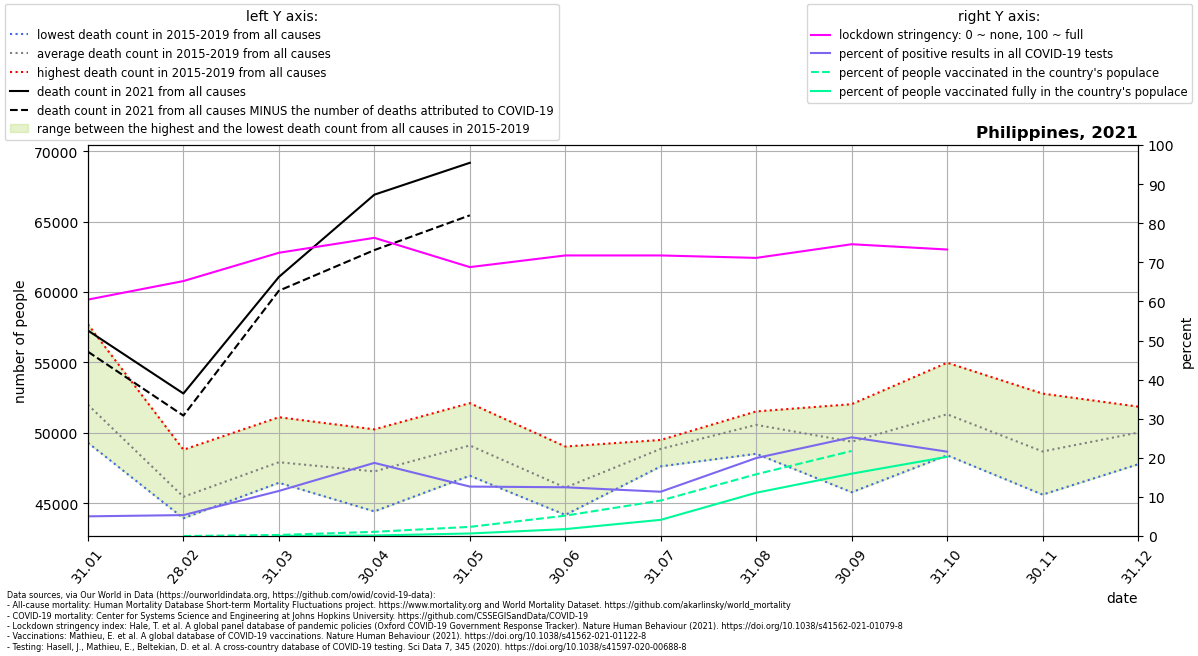 left Y axis:
lowest death count in 2015-2019 from all causes
average death count in 2015-2019 from all causes
highest death count in 2015-2019 from all causes
death count in 2021 from all causes
death count in 2021 from all causes MINUS the number of deaths attributed to COVID-19
range between the highest and the lowest death count from all causes in 2015-2019
right Y axis:
lockdown stringency: 0 ~ none, 100 ~ full
percent of positive results in all COVID-19 tests
percent of people vaccinated in the country's populace
percent of people vaccinated fully in the country's populace
Philippines, 2021
number of people
70000
65000
60000
55000
50000
45000
100
90
80
70
60
50
40
30
20
10
0
percent
31.01
28.02
31.03
30.04
31.05
30.06
31.07
31.08
30.09
31.10
30.11
31.12
date
Data sources, via Our World in Data (https://ourworldindata.org, https://github.com/owid/covid-19-data):
- All-cause mortality: Human Mortality Database Short-term Mortality Fluctuations project. https://www.mortality.org and World Mortality Dataset. https://github.com/akarlinsky/world_mortality
- COVID-19 mortality: Center for Systems Science and Engineering at Johns Hopkins University. https://github.com/CSSEGISandData/COVID-19
- Lockdown stringency index: Hale, T. et al. A global panel database of pandemic policies (Oxford COVID-19 Government Response Tracker). Nature Human Behaviour (2021). https://doi.org/10.1038/s41562-021-01079-8
- Vaccinations: Mathieu, E. et al. A global database of COVID-19 vaccinations. Nature Human Behaviour (2021). https://doi.org/10.1038/s41562-021-01122-8
- Testing: Hasell, J., Mathieu, E., Beltekian, D. et al. A cross-country database of COVID-19 testing. Sci Data 7, 345 (2020). https://doi.org/10.1038/s41597-020-00688-8